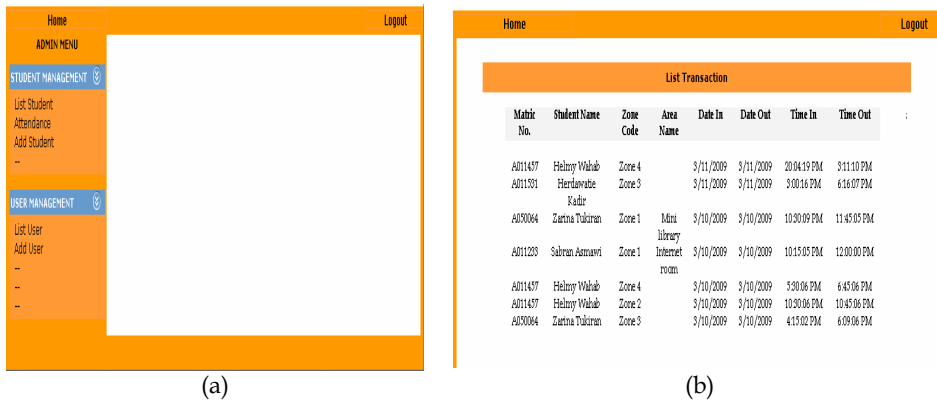 Home Logout
ADMIN MENU
STUDENT MANAGEMENT
List Student
Attendance
Add Student
--
USER MANAGEMENT
List User
Add User
--
--
--
(a)
Home Logout
List Transaction
Matric No. Student Name Zone Code Area Name Date In Date Out Time In Time Out :
A011457 Helmy Wahab Zone 4 3/11/2009 3/11/2009 20:04:19 PM 3:11:10 PM
A011531 Herdawatie Kadir Zone 3 3/11/2009 3/11/2009 3:00:16 PM 6:16:07 PM
A050064 Zarina Tukiran Zone 1 Mini library 3/10/2009 3/10/2009 10:30:09 PM 11:45:05 PM
A011233 Sabran Asmawi Zone 1 Internet room 3/10/2009 3/10/2009 10:15:05 PM 12:00:00 PM
A011457 Helmy Wahab Zone 4 3/10/2009 3/10/2009 5:30:06 PM 6:45:06 PM
A011457 Helmy Wahab Zone 2 3/10/2009 3/10/2009 10:30:06 PM 10:45:06 PM
A050064 Zarina Tukiran Zone 3 3/10/2009 3/10/2009 4:15:02 PM 6:09:06 PM
(b)